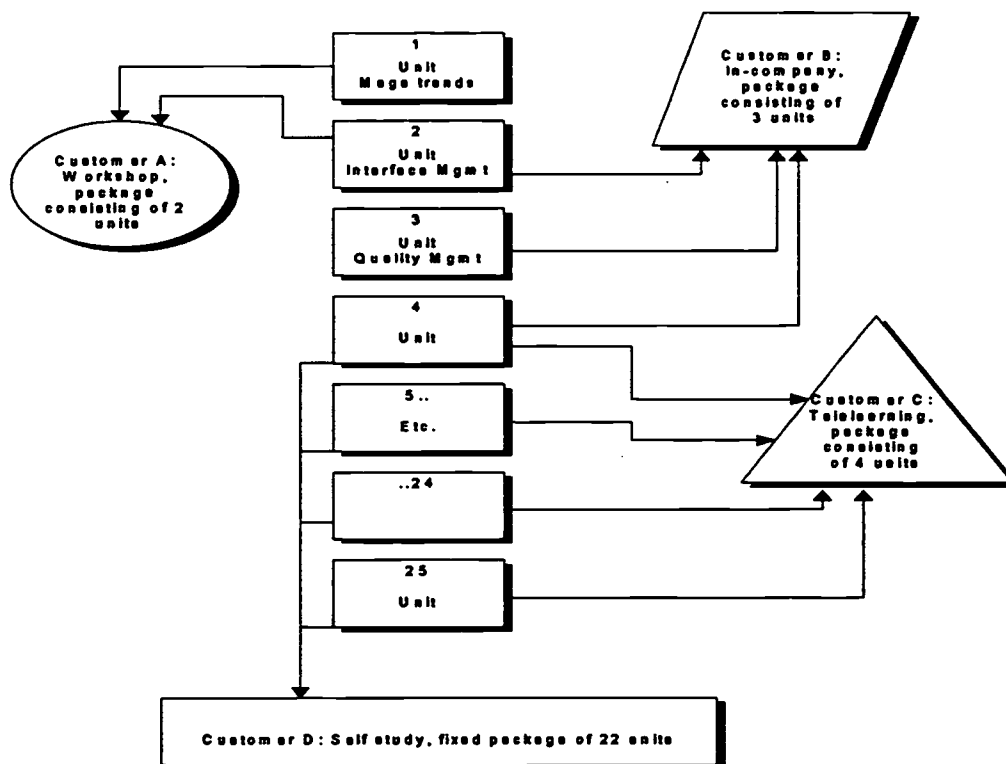 1
Unit
Mega trends
2
Unit
Interface Mgmt
3
Unit
Quality Mgmt
4
Unit
5..
Etc.
..24
25
Unit
Customer A:
Workshop,
package
consisting of 2
units
Customer B:
In-company,
package
consisting of
3 units
Customer C:
Telelearning,
package
consisting
of 4 units
Customer D: Self study, fixed package of 22 units